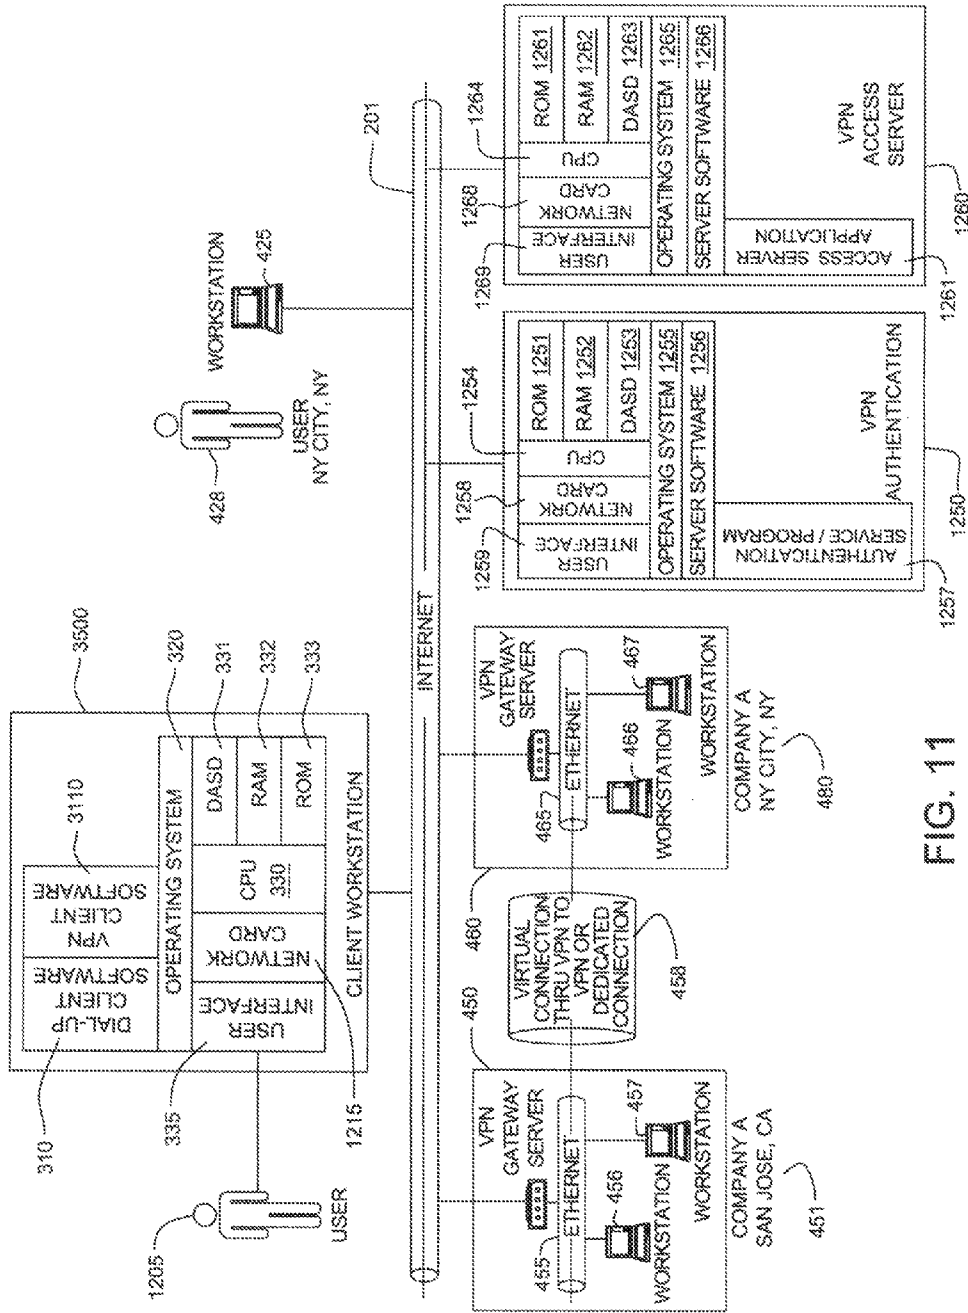 1205
USER
310
3110
3500
DIAL-UP
CLIENT
SOFTWARE
VPN
CLIENT
SOFTWARE
OPERATING SYSTEM
320
USER
INTERFACE
NETWORK
CARD
CPU
330
DASD
331
RAM
332
ROM
333
CLIENT WORKSTATION
335
1215
428
USER
NY CITY, NY
WORKSTATION
425
INTERNET
201
VPN
GATEWAY
SERVER
450
455
ETHERNET
456
WORKSTATION
457
WORKSTATION
COMPANY A
SAN JOSE, CA
451
VIRTUAL
CONNECTION
THRU VPN TO
VPN OR
DEDICATED
CONNECTION
458
VPN
GATEWAY
SERVER
460
465
ETHERNET
466
WORKSTATION
467
WORKSTATION
COMPANY A
NY CITY, NY
480
1259
1258
1254
USER
INTERFACE
NETWORK
CARD
CPU
ROM 1251
RAM 1252
DASD 1253
OPERATING SYSTEM 1255
SERVER SOFTWARE 1256
AUTHENTICATION
SERVICE / PROGRAM
VPN
AUTHENTICATION
1257
1250
1269
1268
1264
USER
INTERFACE
NETWORK
CARD
CPU
ROM 1261
RAM 1262
DASD 1263
OPERATING SYSTEM 1265
SERVER SOFTWARE 1266
ACCESS SERVER
APPLICATION
VPN
ACCESS
SERVER
1261
1260
FIG. 11